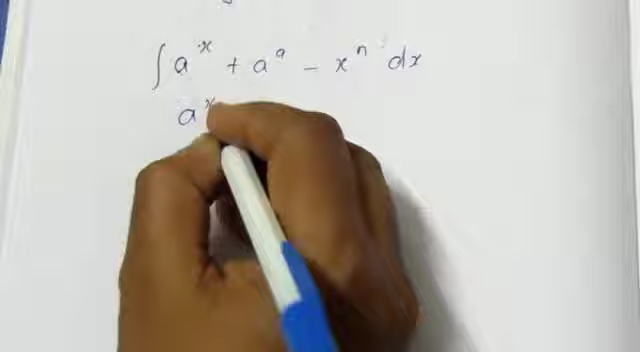 ∫ a^x + a^a - x^n dx
a^x